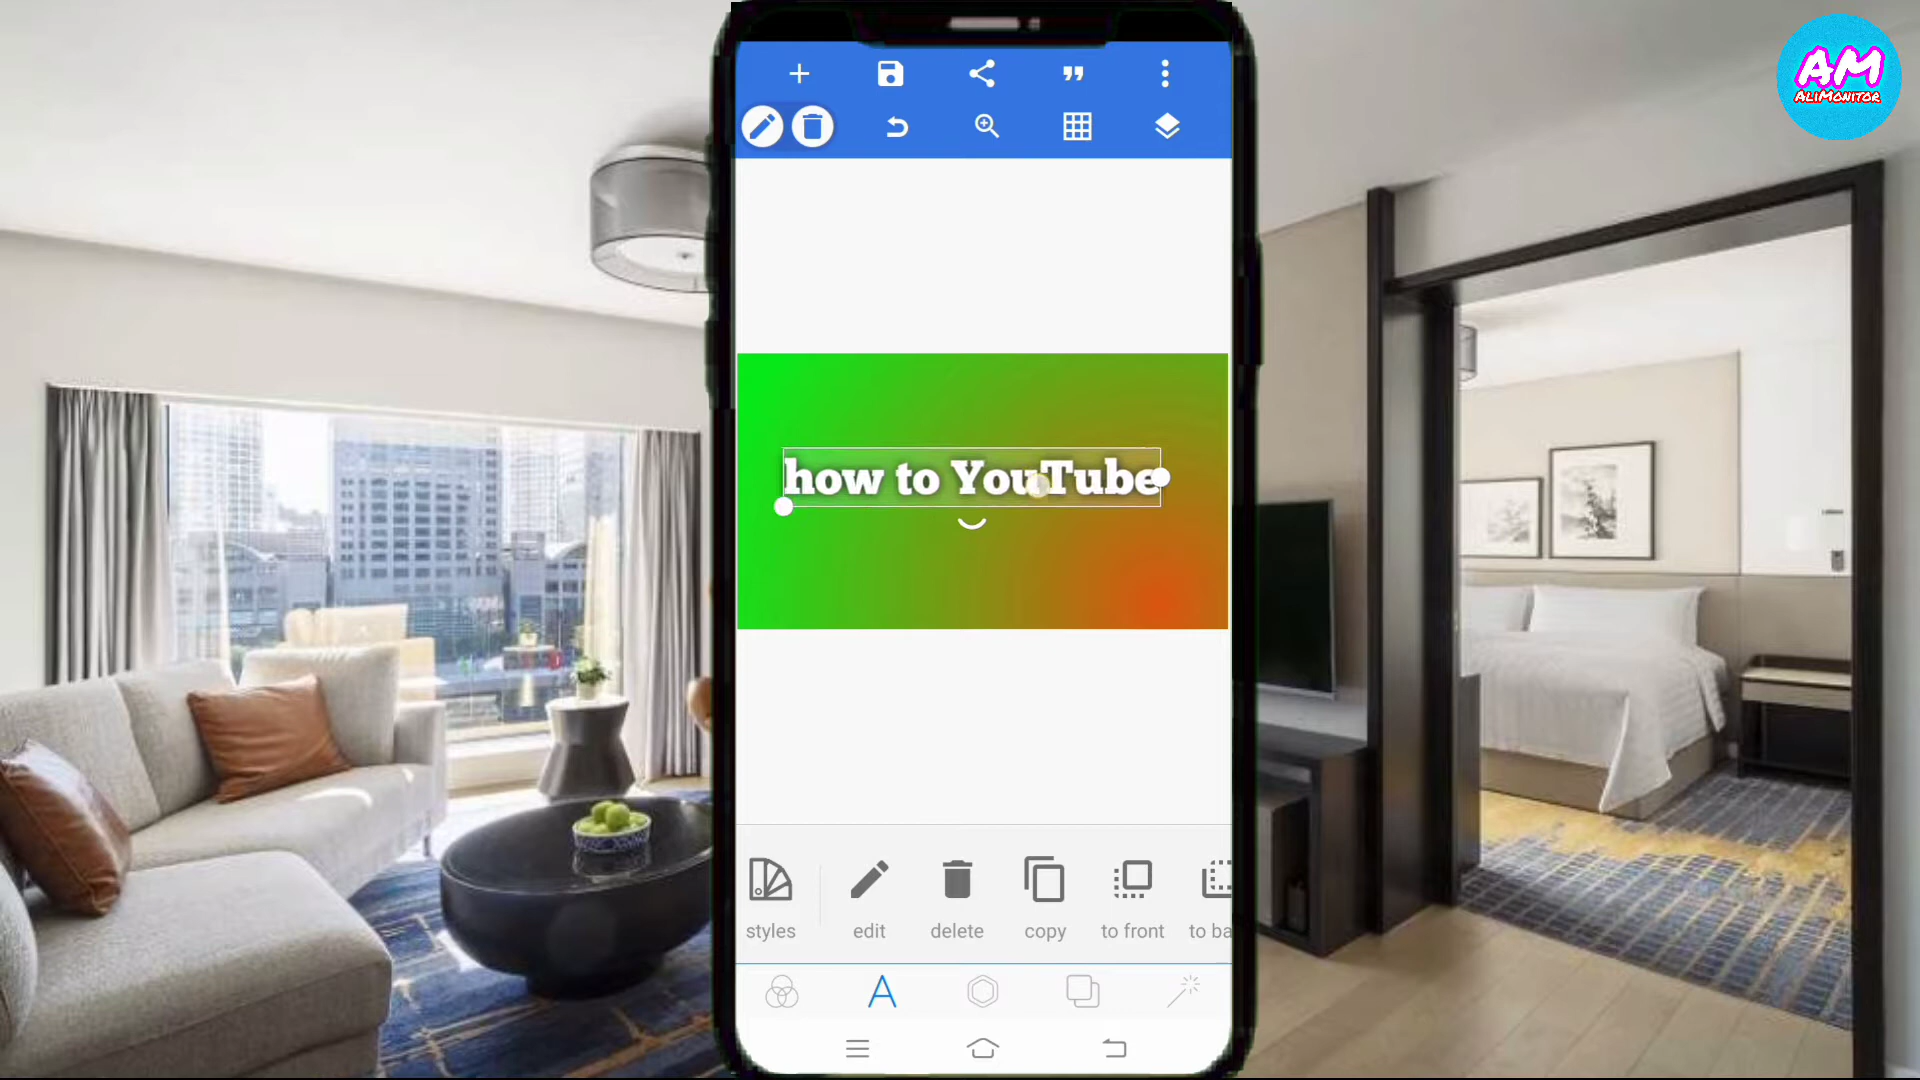 AM
AliMonitor
how to YouTube
styles
edit
delete
copy
to front
to ba
A